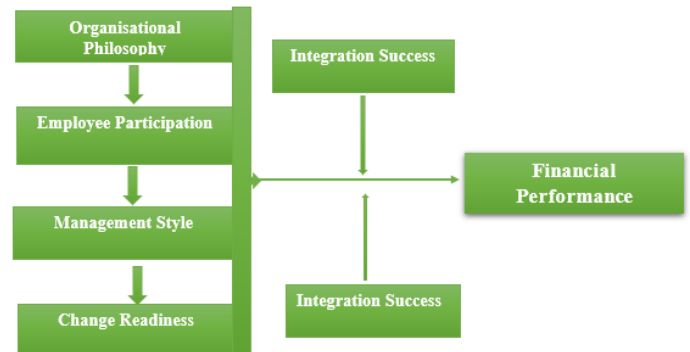 Organisational
Philosophy
Employee Participation
Management Style
Change Readiness
Integration Success
Integration Success
Financial
Performance